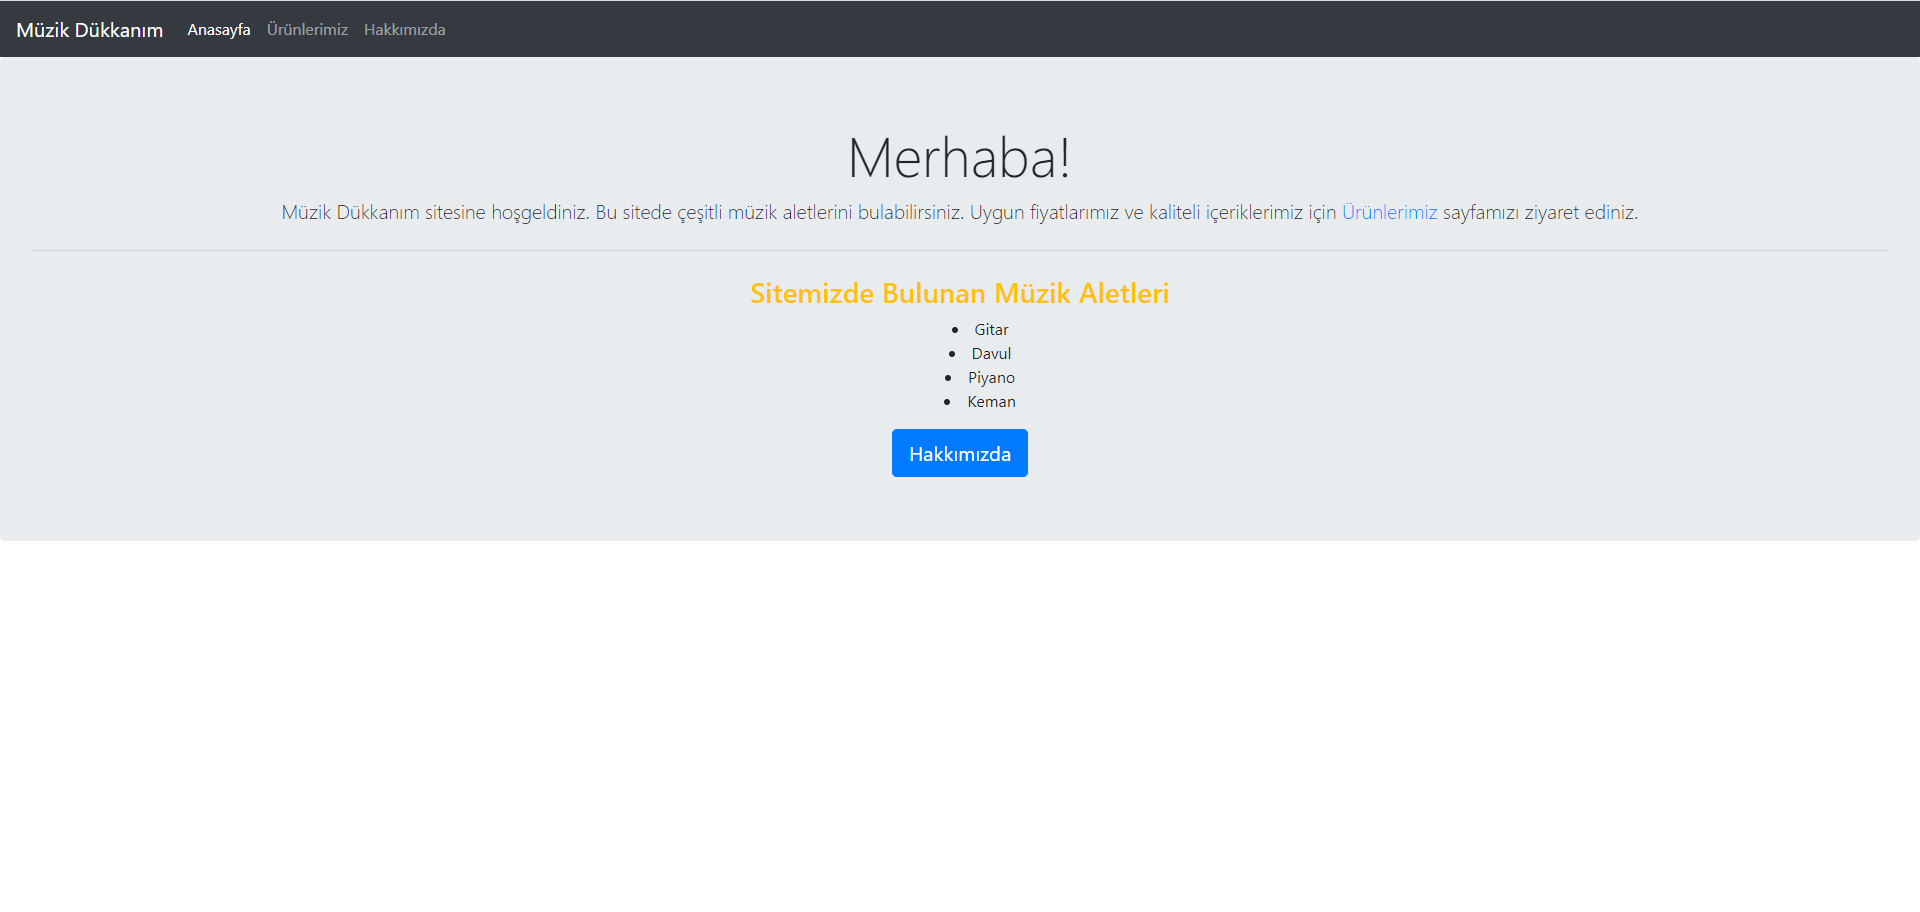 Müzik Dükkanım Anasayfa Ürünlerimiz Hakkımızda
Merhaba!
Müzik Dükkanım sitesine hoşgeldiniz. Bu sitede çeşitli müzik aletlerini bulabilirsiniz. Uygun fiyatlarımız ve kaliteli içeriklerimiz için Ürünlerimiz sayfamızı ziyaret ediniz.
Sitemizde Bulunan Müzik Aletleri
• Gitar
• Davul
• Piyano
• Keman
Hakkımızda